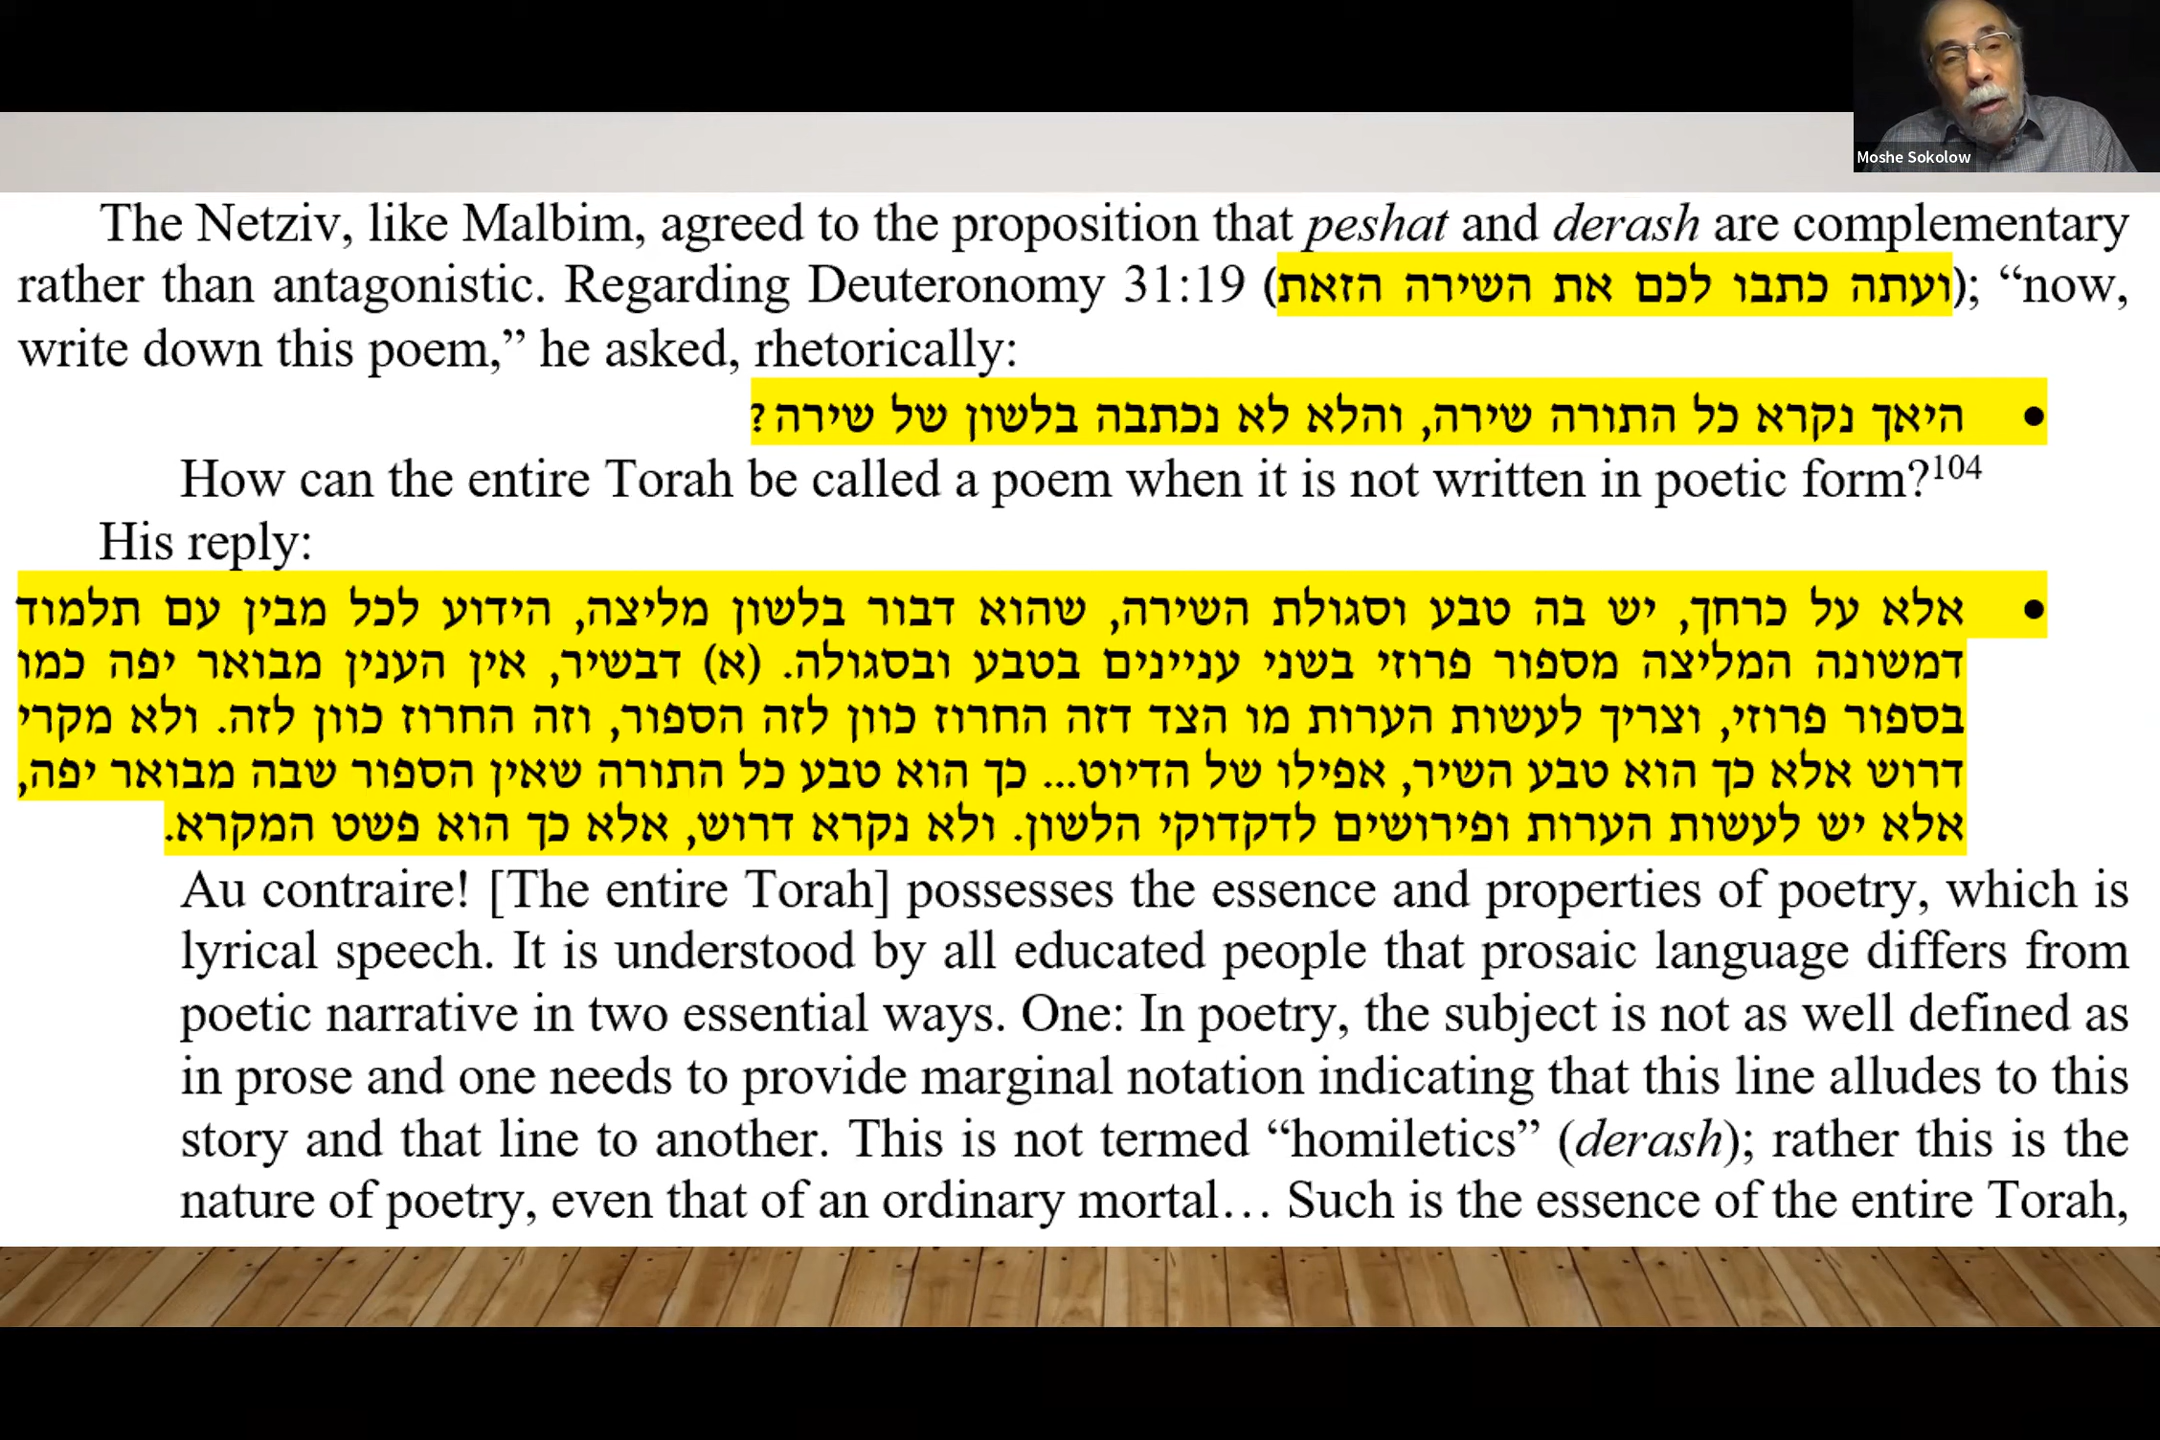 Moshe Sokolow
The Netziv, like Malbim, agreed to the proposition that peshat and derash are complementary
rather than antagonistic. Regarding Deuteronomy 31:19 (ועתה כתבו לכם את השירה הזאת); “now,
write down this poem,” he asked, rhetorically:
• היאך נקרא כל התורה שירה, והלא לא נכתבה בלשון של שירה?
How can the entire Torah be called a poem when it is not written in poetic form?104
His reply:
• אלא על כרחך, יש בה טבע וסגולת השירה, שהוא דבור בלשון מליצה, הידוע לכל מבין עם תלמוד
דמשונה המליצה מספור פרוזי בשני עניינים בטבע ובסגולה. (א) דבשיר, אין הענין מבואר יפה כמו
בספור פרוזי, וצריך לעשות הערות מו הצד דזה החרוז כוון לזה הספור, וזה החרוז כוון לזה. ולא מקרי
דרוש אלא כך הוא טבע השיר, אפילו של הדיוט... כך הוא טבע כל התורה שאין הספור שבה מבואר יפה,
אלא יש לעשות הערות ופירושים לדקדוקי הלשון. ולא נקרא דרוש, אלא כך הוא פשט המקרא.
Au contraire! [The entire Torah] possesses the essence and properties of poetry, which is
lyrical speech. It is understood by all educated people that prosaic language differs from
poetic narrative in two essential ways. One: In poetry, the subject is not as well defined as
in prose and one needs to provide marginal notation indicating that this line alludes to this
story and that line to another. This is not termed “homiletics” (derash); rather this is the
nature of poetry, even that of an ordinary mortal… Such is the essence of the entire Torah,